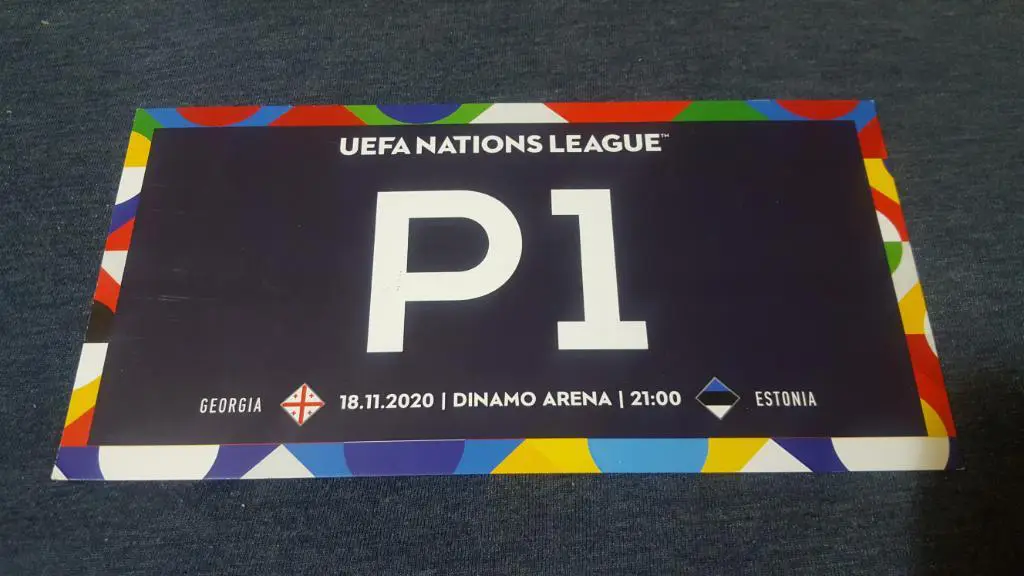 UEFA NATIONS LEAGUE™
P1
GEORGIA 18.11.2020 | DINAMO ARENA | 21:00 ESTONIA